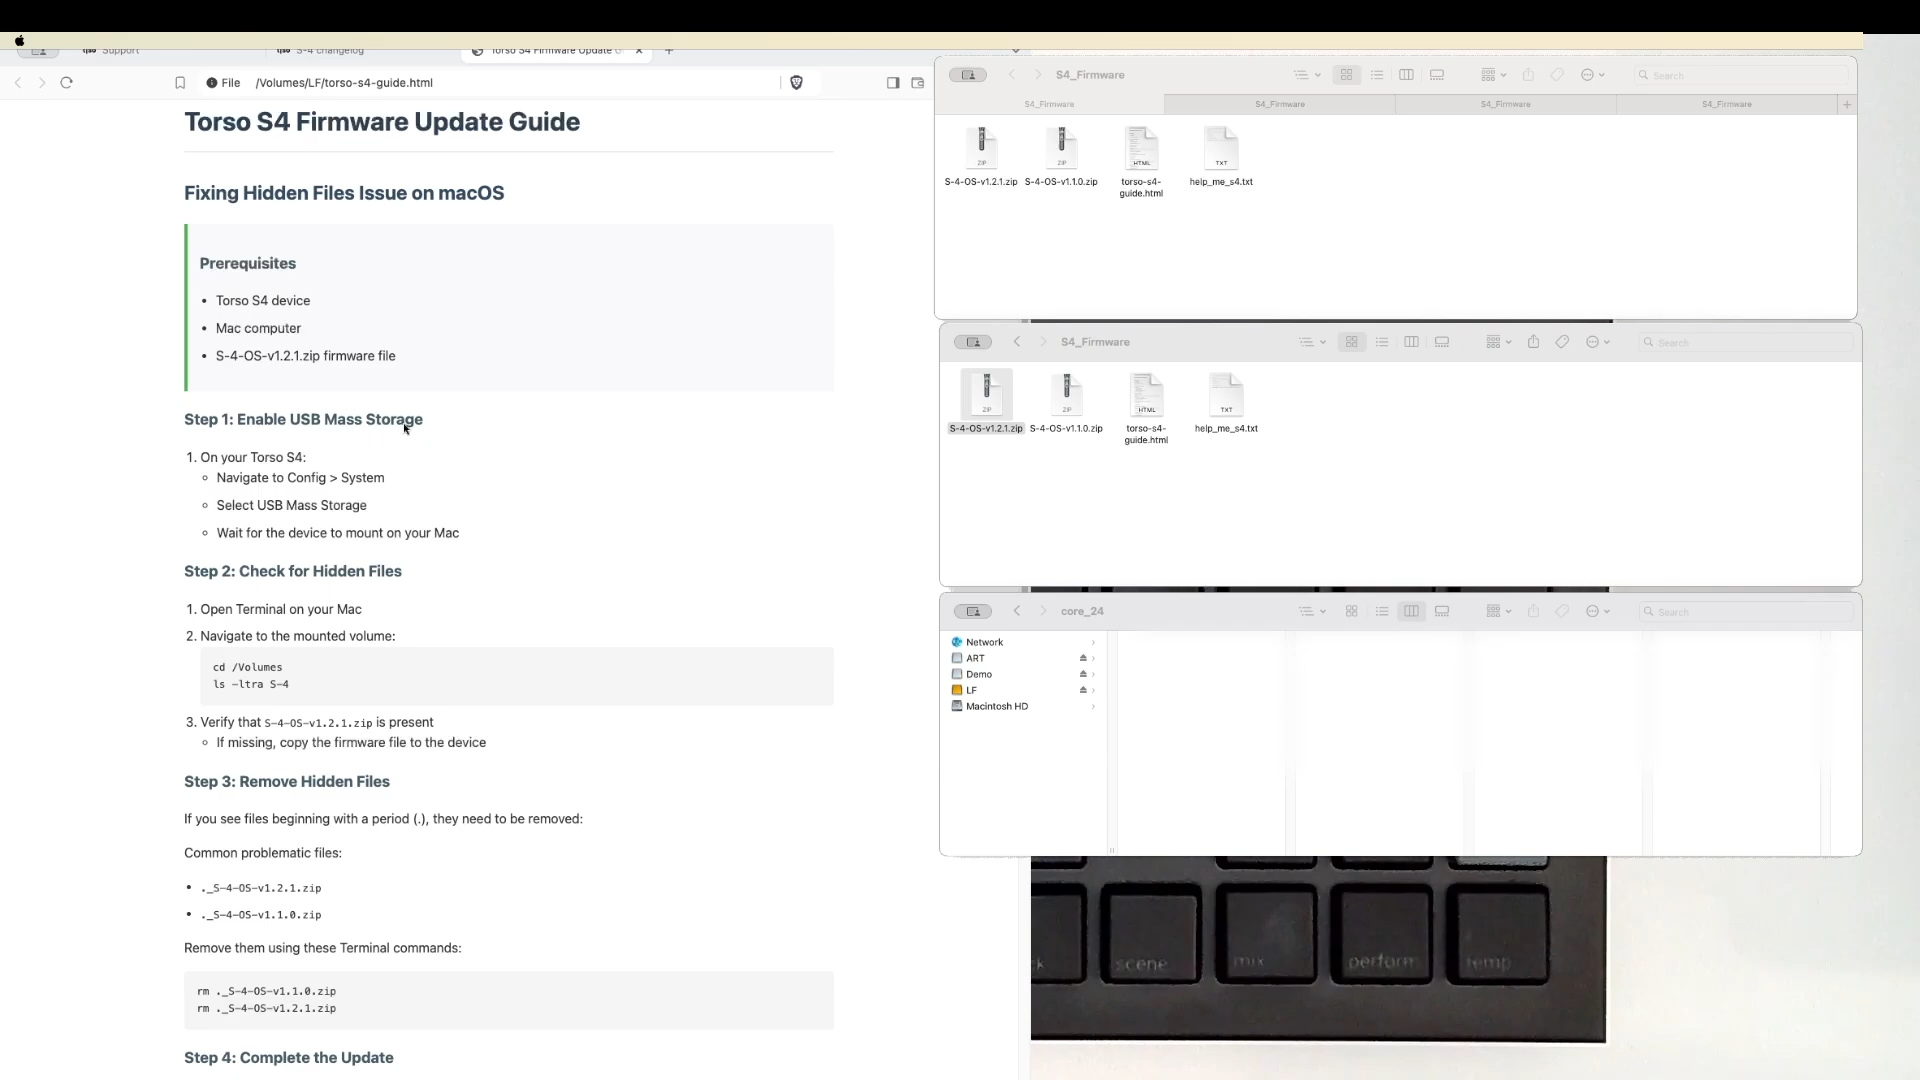 Support
S-4 changelog
Torso S4 Firmware Update G
File /Volumes/LF/torso-s4-guide.html
Torso S4 Firmware Update Guide
Fixing Hidden Files Issue on macOS
Prerequisites
• Torso S4 device
• Mac computer
• S-4-OS-v1.2.1.zip firmware file
Step 1: Enable USB Mass Storage
1. On your Torso S4:
Navigate to Config > System
Select USB Mass Storage
Wait for the device to mount on your Mac
Step 2: Check for Hidden Files
1. Open Terminal on your Mac
2. Navigate to the mounted volume:
cd /Volumes
ls -ltra S-4
3. Verify that S-4-OS-v1.2.1.zip is present
If missing, copy the firmware file to the device
Step 3: Remove Hidden Files
If you see files beginning with a period (.), they need to be removed:
Common problematic files:
• ._S-4-OS-v1.2.1.zip
• ._S-4-OS-v1.1.0.zip
Remove them using these Terminal commands:
rm ._S-4-OS-v1.1.0.zip
rm ._S-4-OS-v1.2.1.zip
Step 4: Complete the Update
S4_Firmware
Search
S4_Firmware S4_Firmware S4_Firmware S4_Firmware
ZIP ZIP HTML TXT
S-4-OS-v1.2.1.zip S-4-OS-v1.1.0.zip torso-s4- help_me_s4.txt
guide.html
S4_Firmware
Search
ZIP ZIP HTML TXT
S-4-OS-v1.2.1.zip S-4-OS-v1.1.0.zip torso-s4- help_me_s4.txt
guide.html
core_24
Search
Network
ART
Demo
LF
Macintosh HD
scene mix perform temp